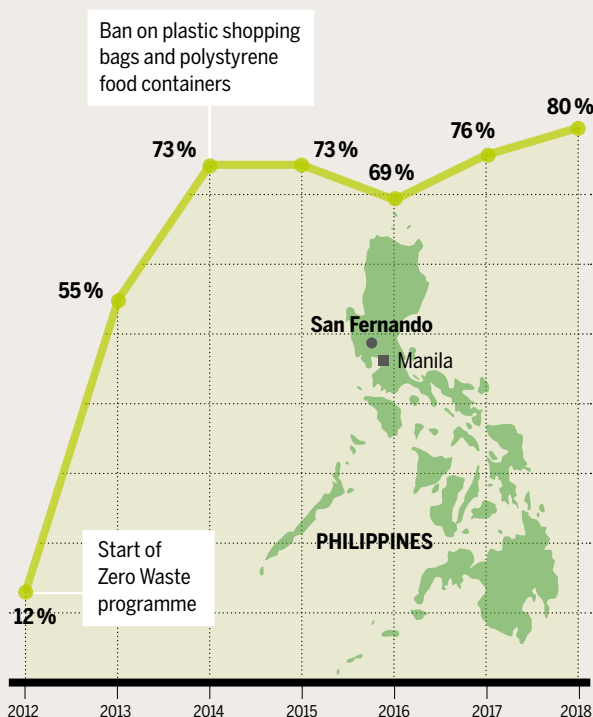 Ban on plastic shopping
bags and polystyrene
food containers
80 %
76 %
73 %
73 %
69 %
55 %
San Fernando
Manila
PHILIPPINES
Start of
Zero Waste
programme
12 %
2012
2013
2014
2015
2016
2017
2018